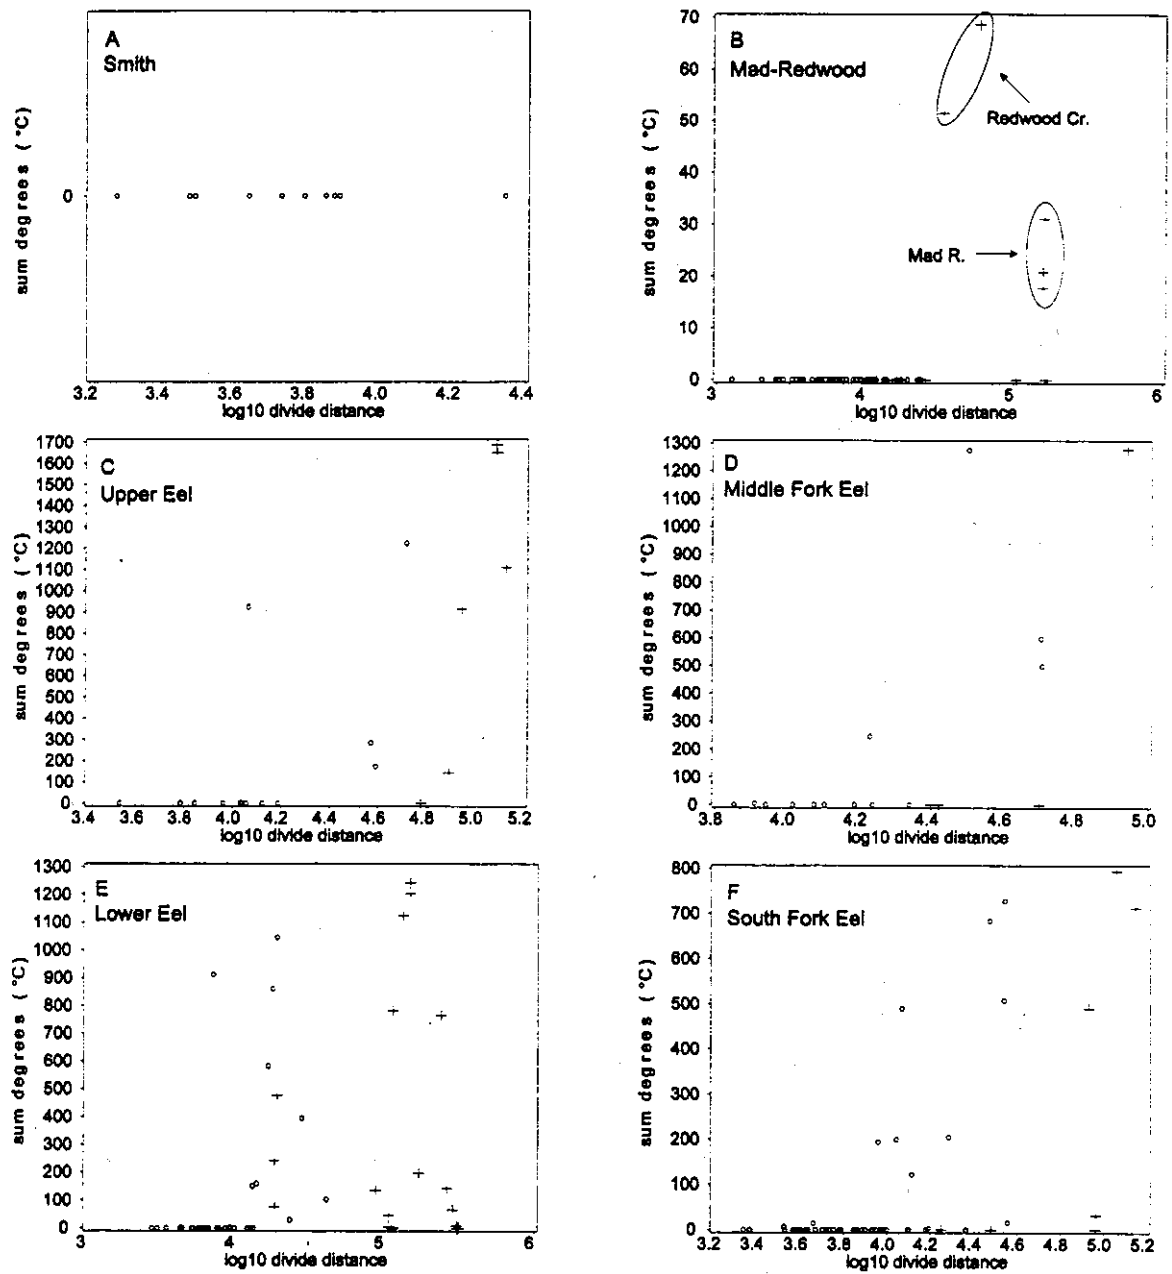 A
Smith
sum degrees ( °C)
0
3.2 3.4 3.6 3.8 4.0 4.2 4.4
log10 divide distance
B
Mad-Redwood
sum degrees ( °C)
70
60
50
40
30
20
10
0
Redwood Cr.
Mad R.
3 4 5 6
log10 divide distance
C
Upper Eel
sum degrees ( °C)
1700
1600
1500
1400
1300
1200
1100
1000
900
800
700
600
500
400
300
200
100
0
3.4 3.6 3.8 4.0 4.2 4.4 4.6 4.8 5.0 5.2
log10 divide distance
D
Middle Fork Eel
sum degrees ( °C)
1300
1200
1100
1000
900
800
700
600
500
400
300
200
100
0
3.8 4.0 4.2 4.4 4.6 4.8 5.0
log10 divide distance
E
Lower Eel
sum degrees ( °C)
1300
1200
1100
1000
900
800
700
600
500
400
300
200
100
0
3 4 5 6
log10 divide distance
F
South Fork Eel
sum degrees ( °C)
800
700
600
500
400
300
200
100
0
3.2 3.4 3.6 3.8 4.0 4.2 4.4 4.6 4.8 5.0 5.2
log10 divide distance